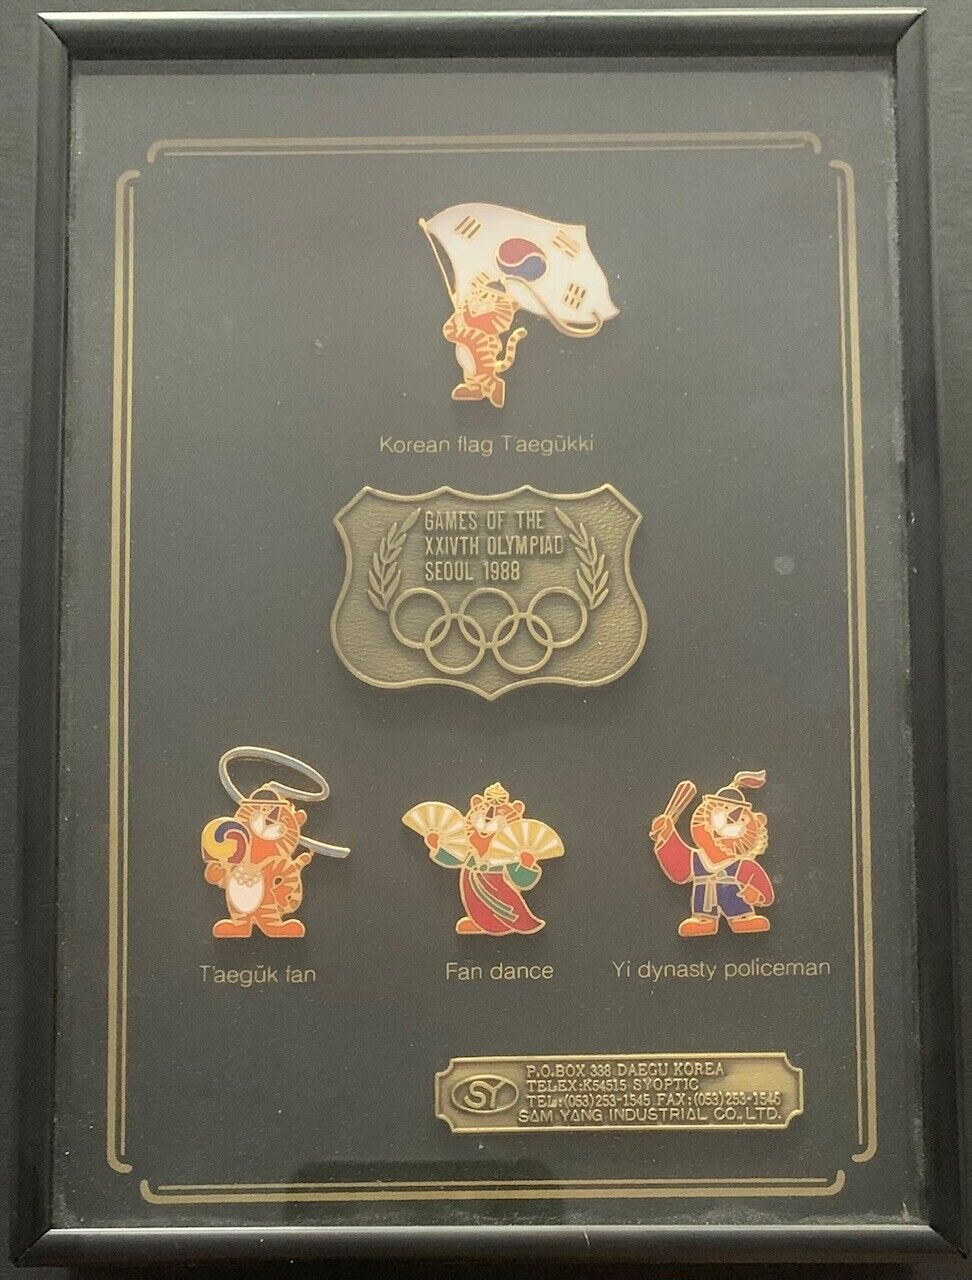 Korean flag T'aegŭkki
GAMES OF THE
XXIVTH OLYMPIAD
SEOUL 1988
T'aegŭk fan
Fan dance
Yi dynasty policeman
SY
P.O.BOX 338 DAEGU KOREA
TELEX:K54515 SYOPTIC
TEL:(053)253-1545 FAX:(053)253-1546
SAM YANG INDUSTRIAL CO.,LTD.